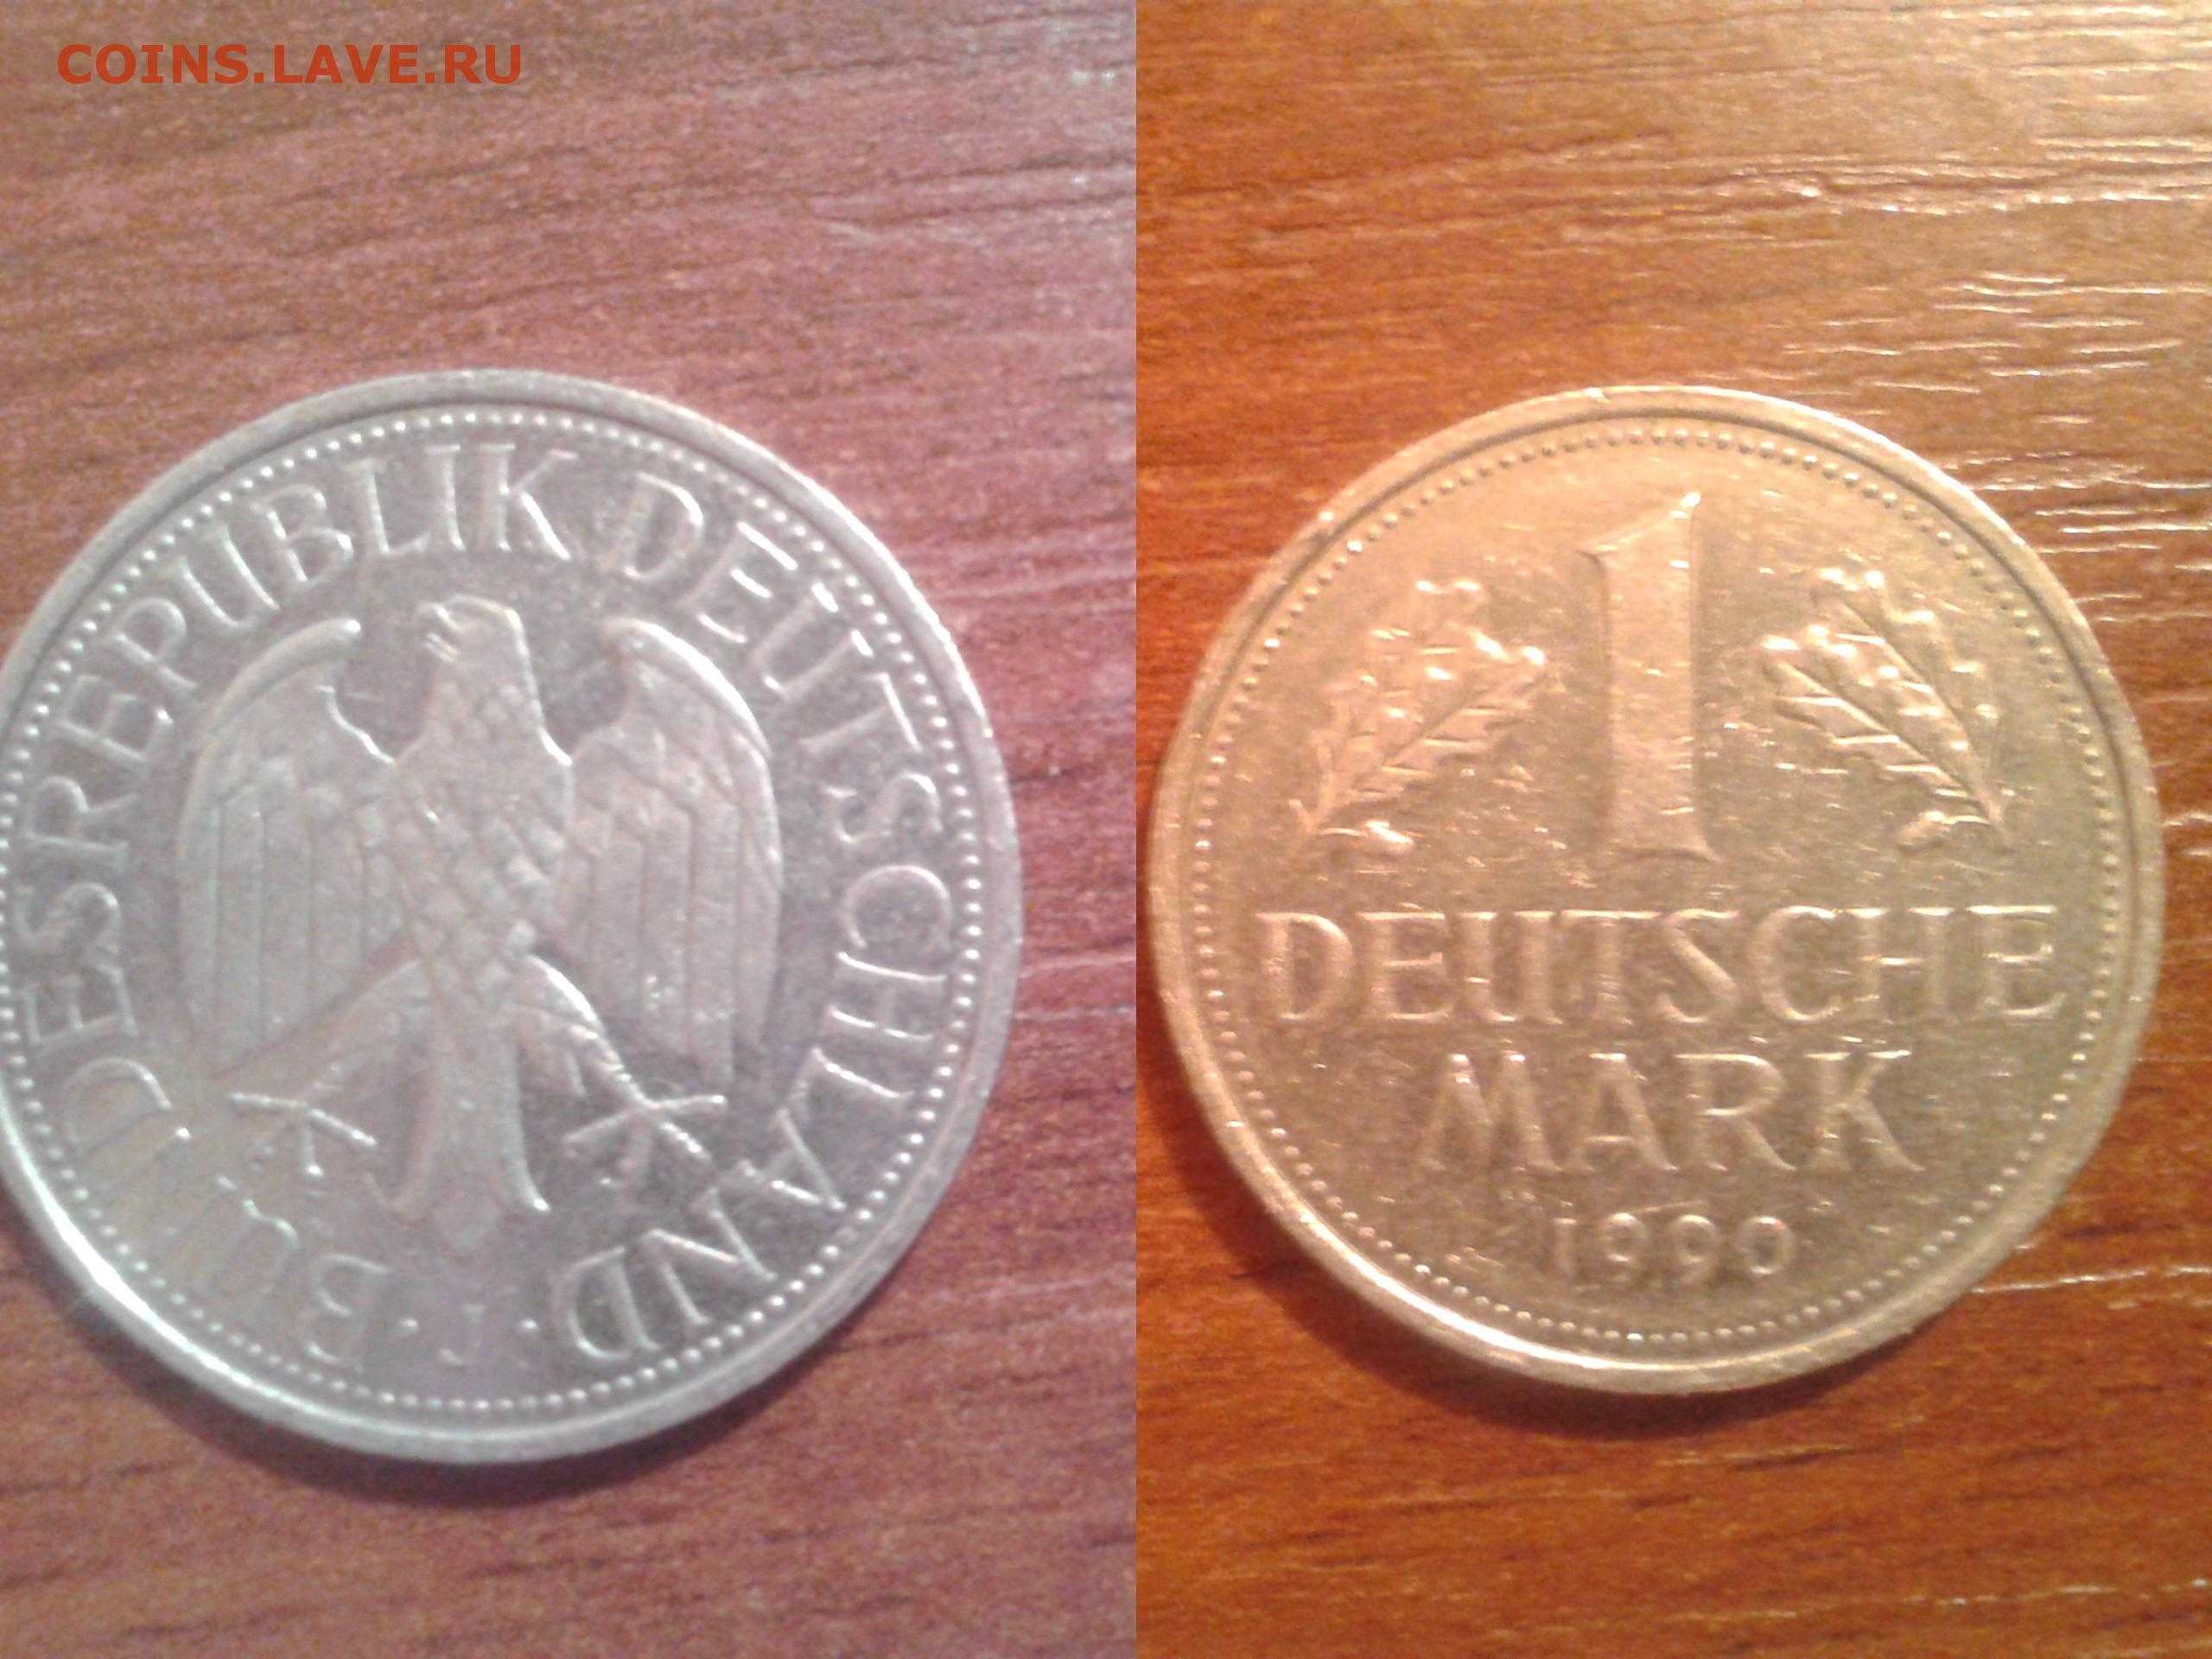 COINS.LAVE.RU
BUNDESREPUBLIK DEUTSCHLAND
· J ·
1
DEUTSCHE
MARK
1990